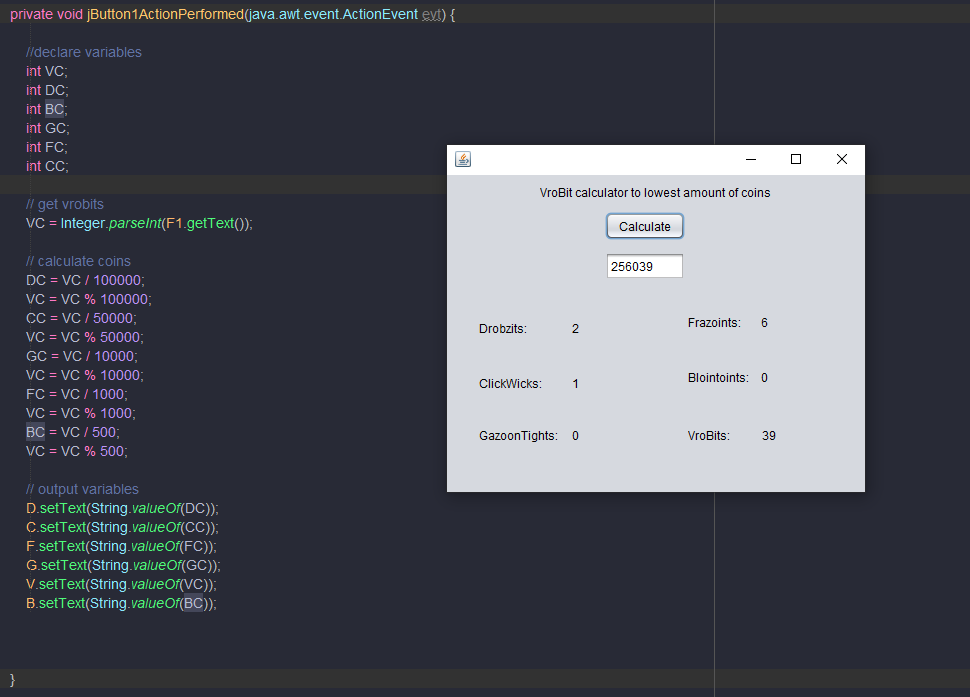 private void jButton1ActionPerformed(java.awt.event.ActionEvent evt) {
//declare variables
int VC;
int DC;
int BC;
int GC;
int FC;
int CC;
// get vrobits
VC = Integer.parseInt(F1.getText());
// calculate coins
DC = VC / 100000;
VC = VC % 100000;
CC = VC / 50000;
VC = VC % 50000;
GC = VC / 10000;
VC = VC % 10000;
FC = VC / 1000;
VC = VC % 1000;
BC = VC / 500;
VC = VC % 500;
// output variables
D.setText(String.valueOf(DC));
C.setText(String.valueOf(CC));
F.setText(String.valueOf(FC));
G.setText(String.valueOf(GC));
V.setText(String.valueOf(VC));
B.setText(String.valueOf(BC));
}
VroBit calculator to lowest amount of coins
Calculate
256039
Drobzits: 2 Frazoints: 6
ClickWicks: 1 Blointoints: 0
GazoonTights: 0 VroBits: 39